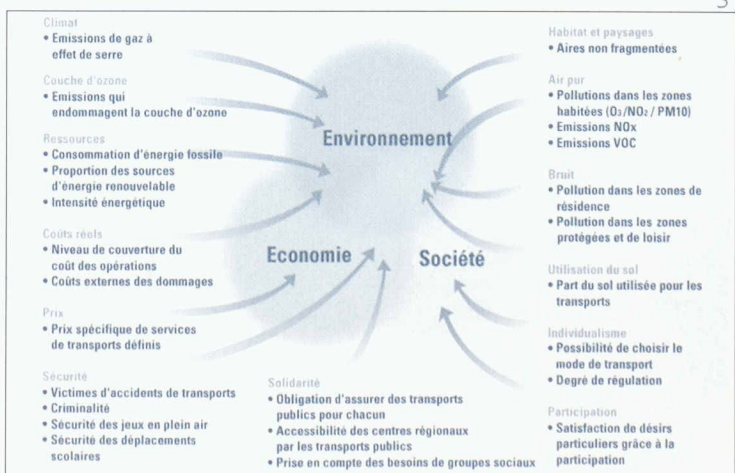 Climat
• Emissions de gaz à
effet de serre
Couche d'ozone
• Emissions qui
endommagent la couche d'ozone
Ressources
• Consommation d'énergie fossile
• Proportion des sources
d'énergie renouvelable
• Intensité énergétique
Coûts réels
• Niveau de couverture du
coût des opérations
• Coûts externes des dommages
Prix
• Prix spécifique de services
de transports définis
Sécurité
• Victimes d'accidents de transports
• Criminalité
• Sécurité des jeux en plein air
• Sécurité des déplacements
scolaires
Environnement
Economie
Société
Solidarité
• Obligation d'assurer des transports
publics pour chacun
• Accessibilité des centres régionaux
par les transports publics
• Prise en compte des besoins de groupes sociaux
Habitat et paysages
• Aires non fragmentées
Air pur
• Pollutions dans les zones
habitées (O3/NO2 / PM10)
• Emissions NOx
• Emissions VOC
Bruit
• Pollution dans les zones de
résidence
• Pollution dans les zones
protégées et de loisir
Utilisation du sol
• Part du sol utilisée pour les
transports
Individualisme
• Possibilité de choisir le
mode de transport
• Degré de régulation
Participation
• Satisfaction de désirs
particuliers grâce à la
participation